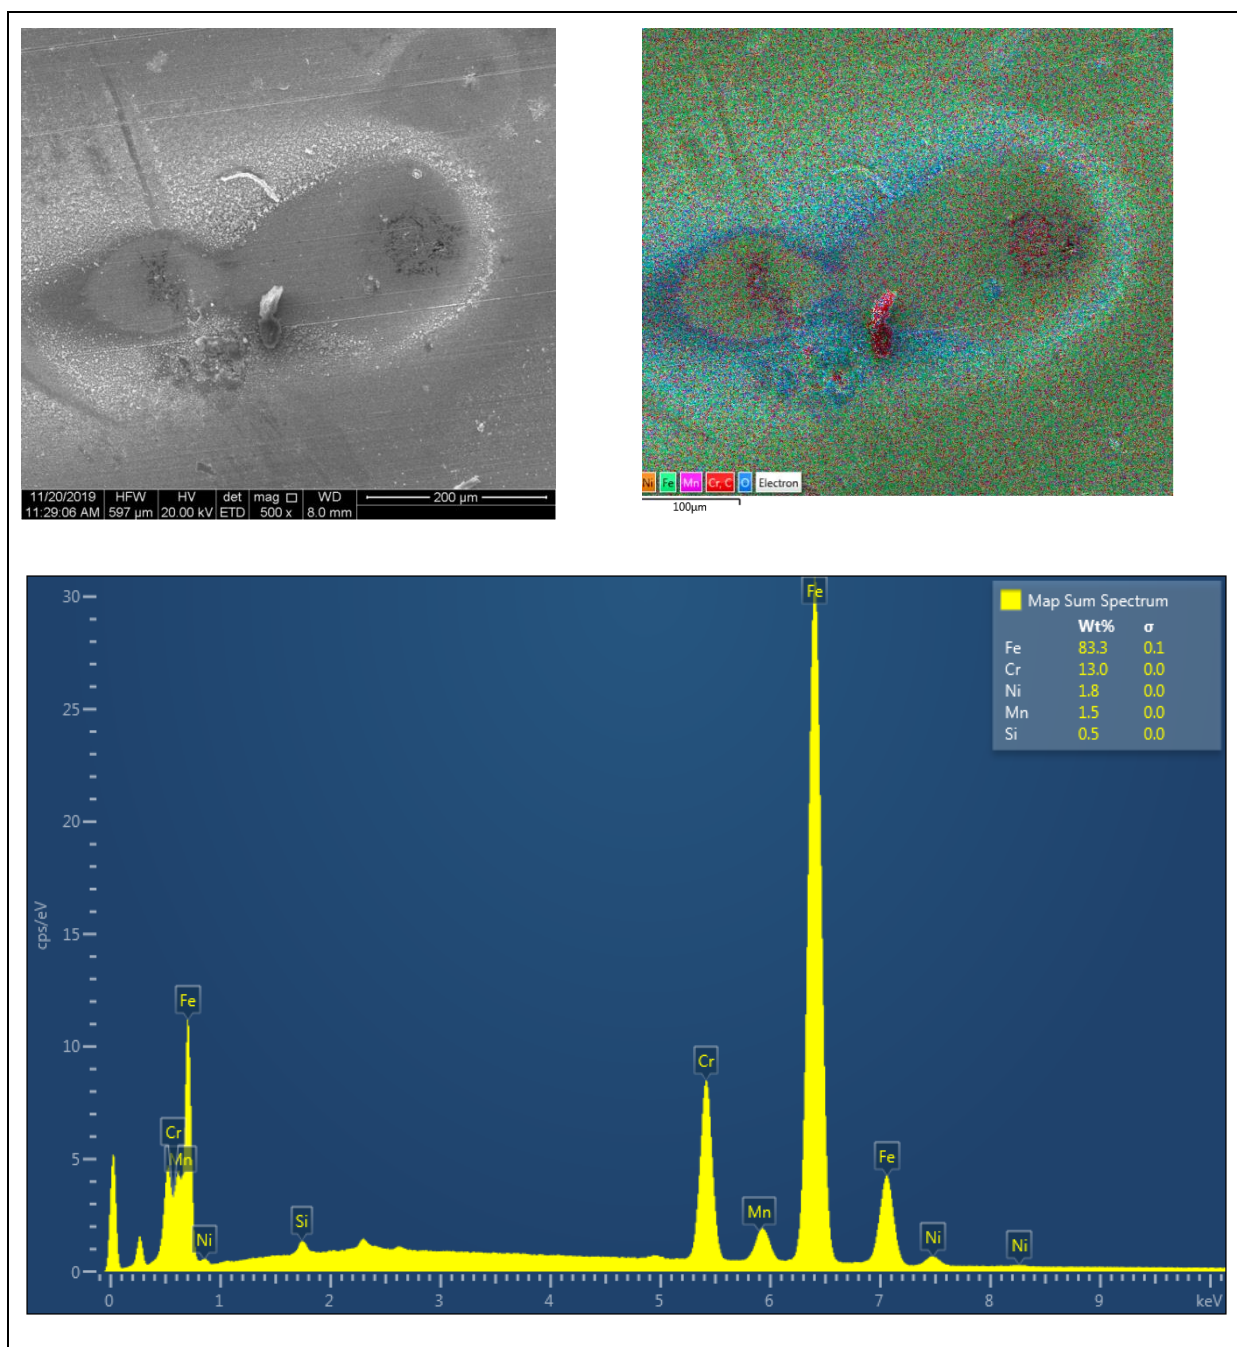 11/20/2019 HFW HV det mag □ WD 200 µm
11:29:06 AM 597 µm 20.00 kV ETD 500 x 8.0 mm
Ni Fe Mn Cr, C O Electron
100µm
Map Sum Spectrum
Wt% σ
Fe 83.3 0.1
Cr 13.0 0.0
Ni 1.8 0.0
Mn 1.5 0.0
Si 0.5 0.0
30
25
20
15
10
5
0
cps/eV
Fe
Fe
Cr
Cr
Mn
Fe
Mn
Si
Ni
Ni
Ni
0 1 2 3 4 5 6 7 8 9 keV